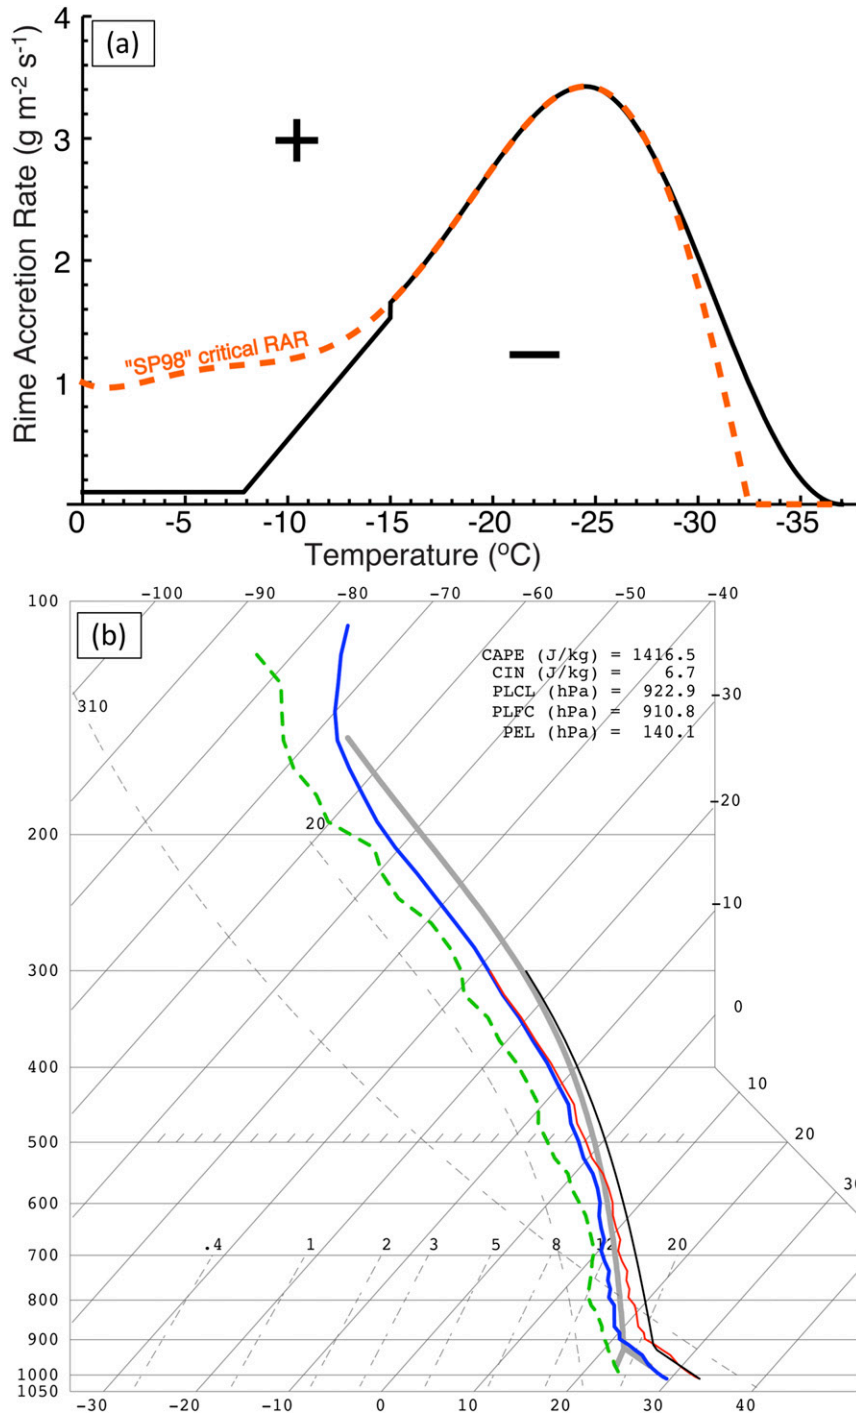 4
(a)
3
2
1
Rime Accretion Rate (g m-2 s-1)
+
−
"SP98" critical RAR
0 -5 -10 -15 -20 -25 -30 -35
Temperature (ºC)
-100 -90 -80 -70 -60 -50 -40
100
(b)
CAPE (J/kg) = 1416.5
CIN (J/kg) = 6.7
PLCL (hPa) = 922.9
PLFC (hPa) = 910.8
PEL (hPa) = 140.1
-30
310
-20
20
200
-10
300
0
400
10
500
20
600
30
.4 1 2 3 5 8 12 20
700
800
900
1000
1050
-30 -20 -10 0 10 20 30 40